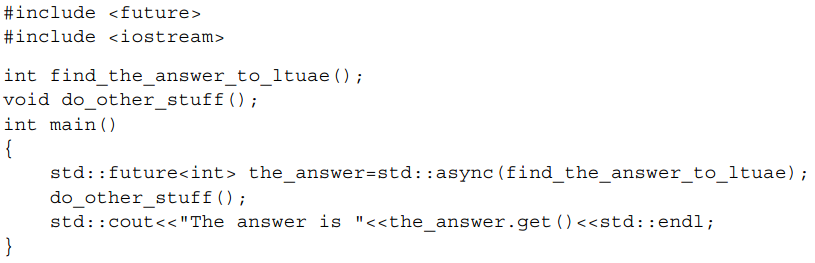 #include <future>
#include <iostream>
int find_the_answer_to_ltuae();
void do_other_stuff();
int main()
{
    std::future<int> the_answer=std::async(find_the_answer_to_ltuae);
    do_other_stuff();
    std::cout<<"The answer is "<<the_answer.get()<<std::endl;
}